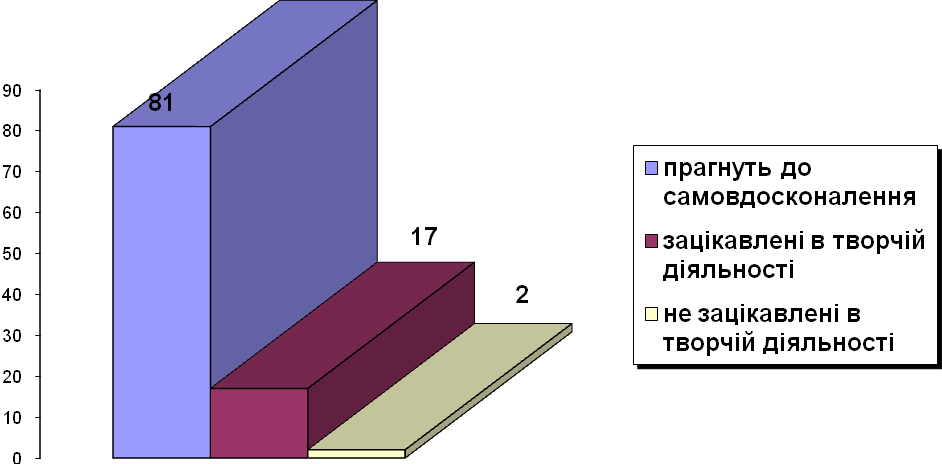 90
80
70
60
50
40
30
20
10
0
81
17
2
прагнуть до
самовдосконалення
зацікавлені в творчій
діяльності
не зацікавлені в
творчій діяльності